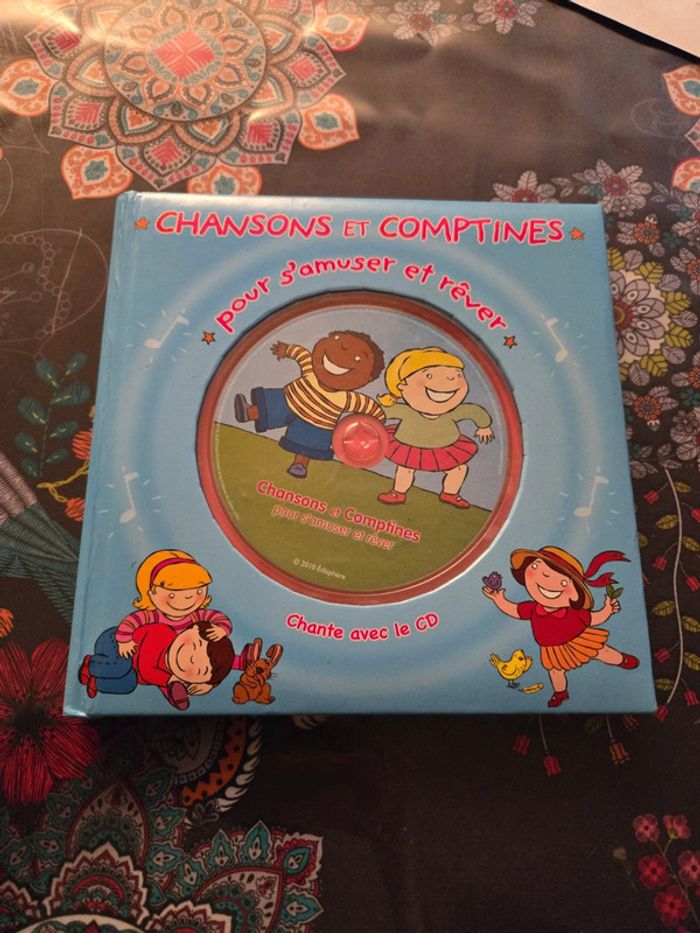 CHANSONS ET COMPTINES
pour s'amuser et rêver
Chansons et Comptines
pour s'amuser et rêver
© 2010 Édisphère
Chante avec le CD